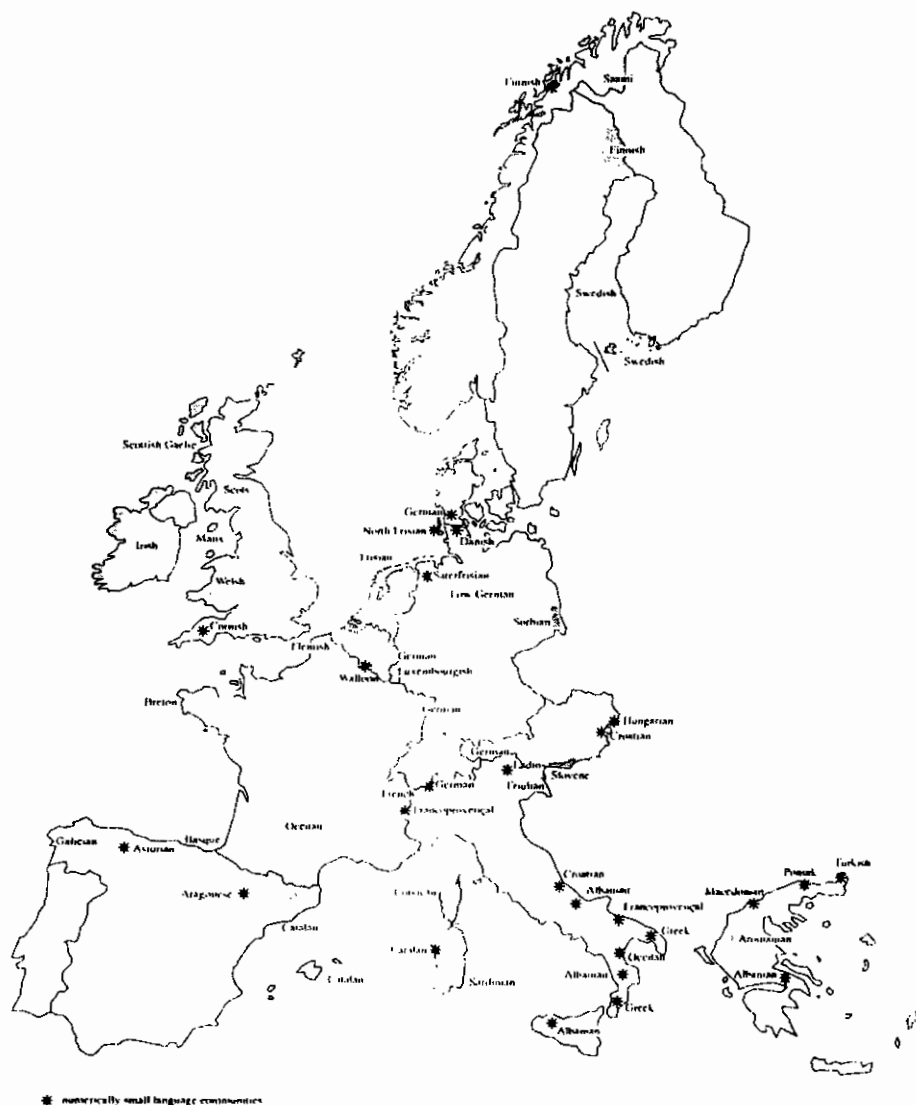 Finnish
Saami
Finnish
Swedish
Swedish
Scottish Gaelic
Scots
German
Irish
Manx
North Frisian
Danish
Frisian
Saterfrisian
Welsh
Low German
Sorbian
Cornish
Flemish
German
Luxembourgish
Walloon
Breton
German
Hungarian
Croatian
German
Ladin
Slovene
French
German
Friulian
Francoprovençal
Occitan
Galician
Asturian
Basque
Croatian
Turkish
Pomak
Aragonese
Albanian
Macedonian
Francoprovençal
Catalan
Greek
Catalan
Occitan
Catalan
Sardinian
Albanian
Albanian
Greek
Albanian
numerically small language communities